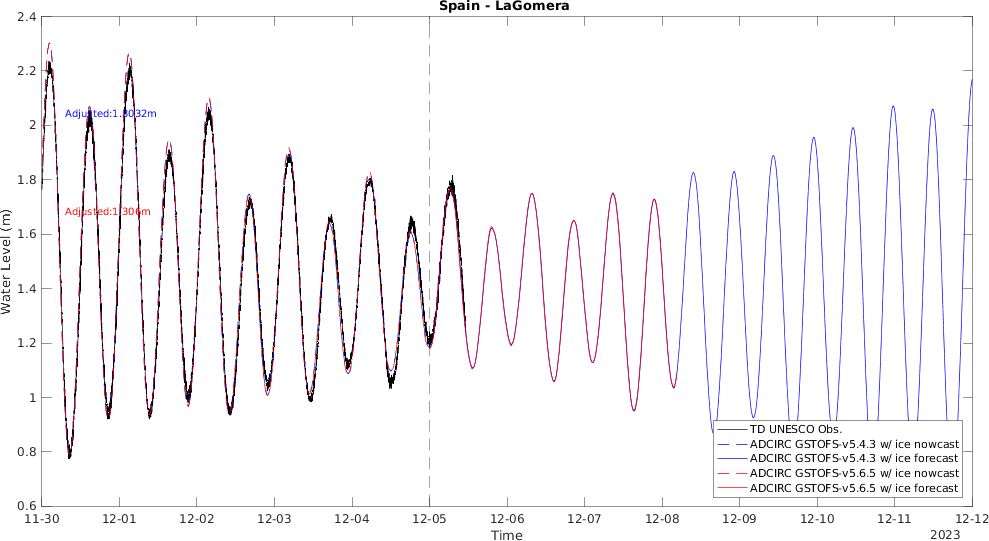 Spain - LaGomera
2.4
2.2
2
1.8
1.6
1.4
1.2
1
0.8
0.6
Water Level (m)
Adjusted:1.3032m
Adjusted:1.306m
TD UNESCO Obs.
ADCIRC GSTOFS-v5.4.3 w/ ice nowcast
ADCIRC GSTOFS-v5.4.3 w/ ice forecast
ADCIRC GSTOFS-v5.6.5 w/ ice nowcast
ADCIRC GSTOFS-v5.6.5 w/ ice forecast
11-30 12-01 12-02 12-03 12-04 12-05 12-06 12-07 12-08 12-09 12-10 12-11 12-12
Time
2023